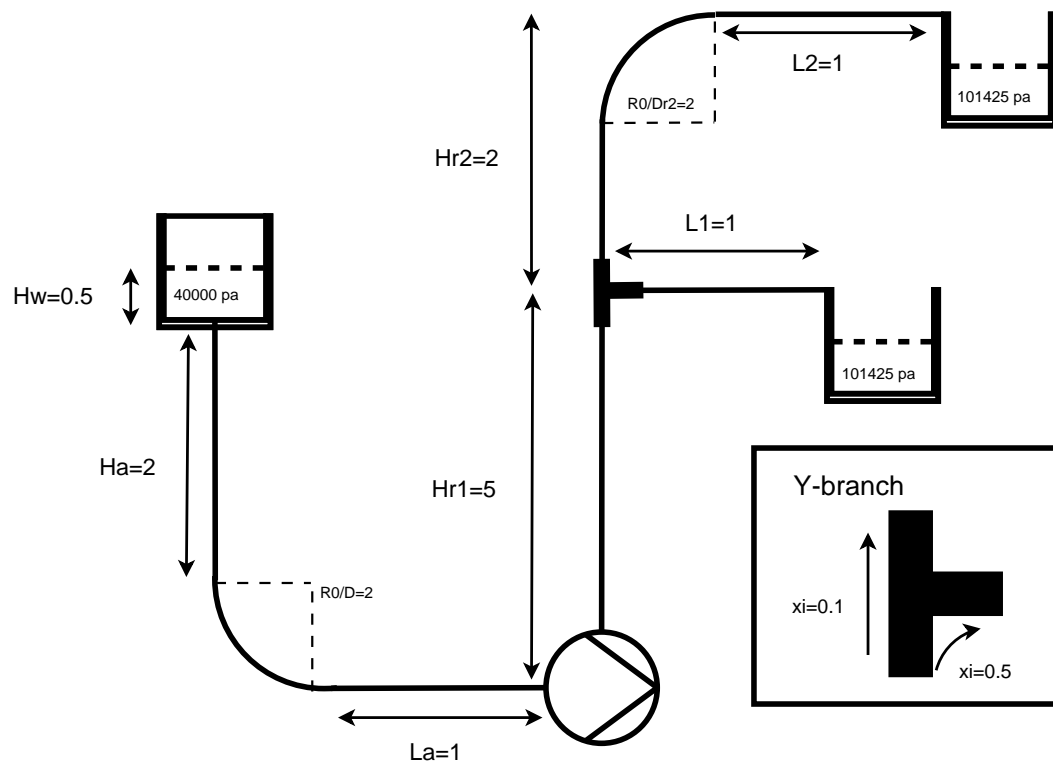 L2=1
101425 pa
R0/Dr2=2
Hr2=2
L1=1
Hw=0.5
40000 pa
101425 pa
Ha=2
Hr1=5
Y-branch
R0/D=2
xi=0.1
xi=0.5
La=1